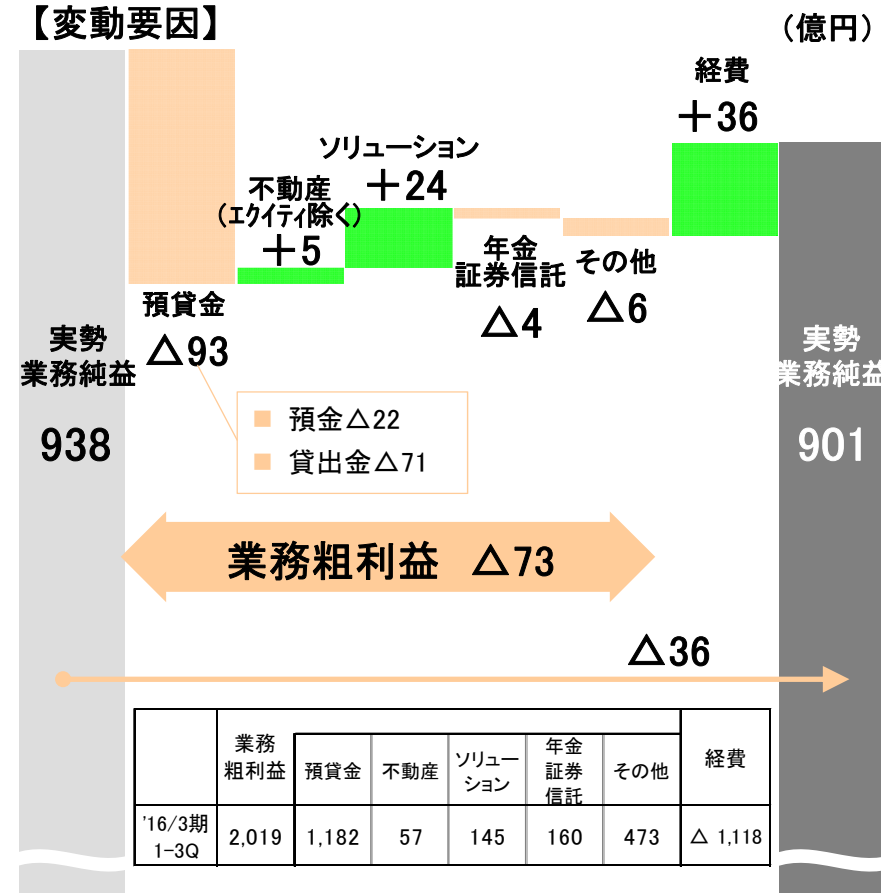 【変動要因】
（億円）
経費
＋36
ソリューション
＋24
不動産
（エクイティ除く）
＋5
年金
証券信託
△4
その他
△6
預貸金
△93
実勢
業務純益
938
実勢
業務純益
901
預金△22
貸出金△71
業務粗利益 △73
△36
業務
粗利益
預貸金
不動産
ソリュー
ション
年金
証券
信託
その他
経費
'16/3期
1-3Q
2,019
1,182
57
145
160
473
△ 1,118